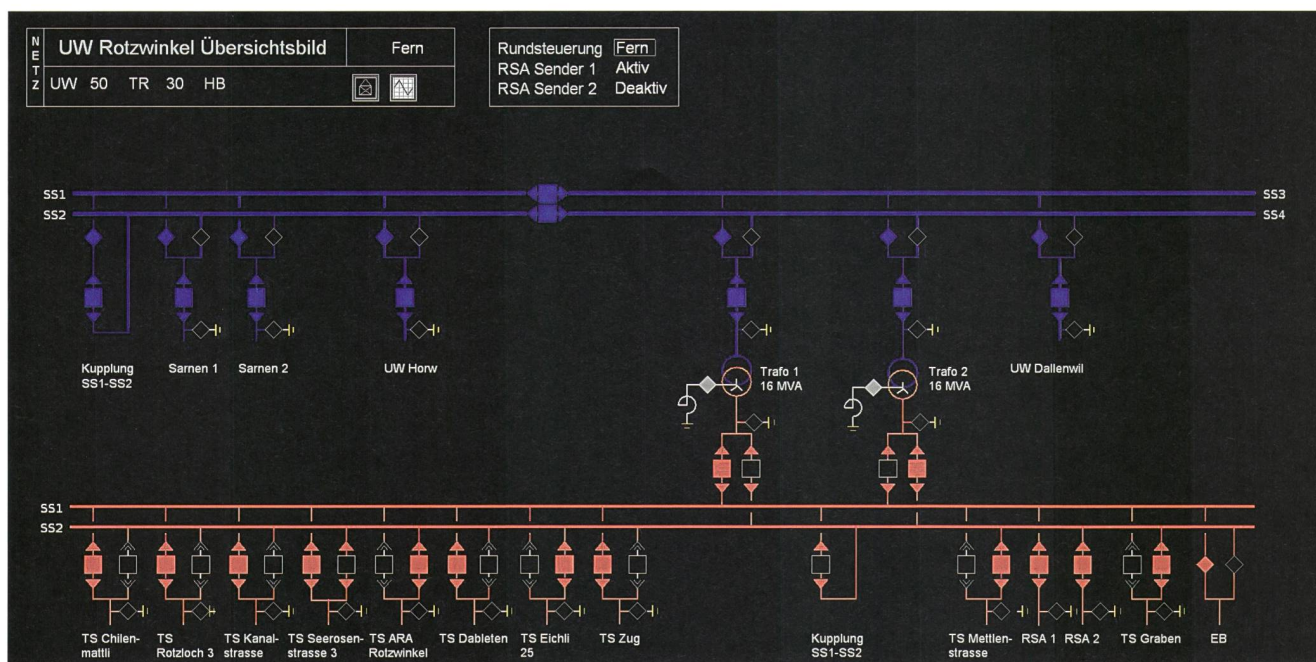 NETZ
UW Rotzwinkel Übersichtsbild
Fern
UW 50 TR 30 HB
Rundsteuerung Fern
RSA Sender 1 Aktiv
RSA Sender 2 Deaktiv
SS1
SS3
SS2
SS4
Kupplung
SS1-SS2
Sarnen 1
Sarnen 2
UW Horw
Trafo 1
16 MVA
Trafo 2
16 MVA
UW Dallenwil
SS1
SS2
TS Chilen-
mattli
TS
Rotzloch 3
TS Kanal-
strasse
TS Seerosen-
strasse 3
TS ARA
Rotzwinkel
TS Dableten
TS Eichli
25
TS Zug
Kupplung
SS1-SS2
TS Mettlen-
strasse
RSA 1
RSA 2
TS Graben
EB